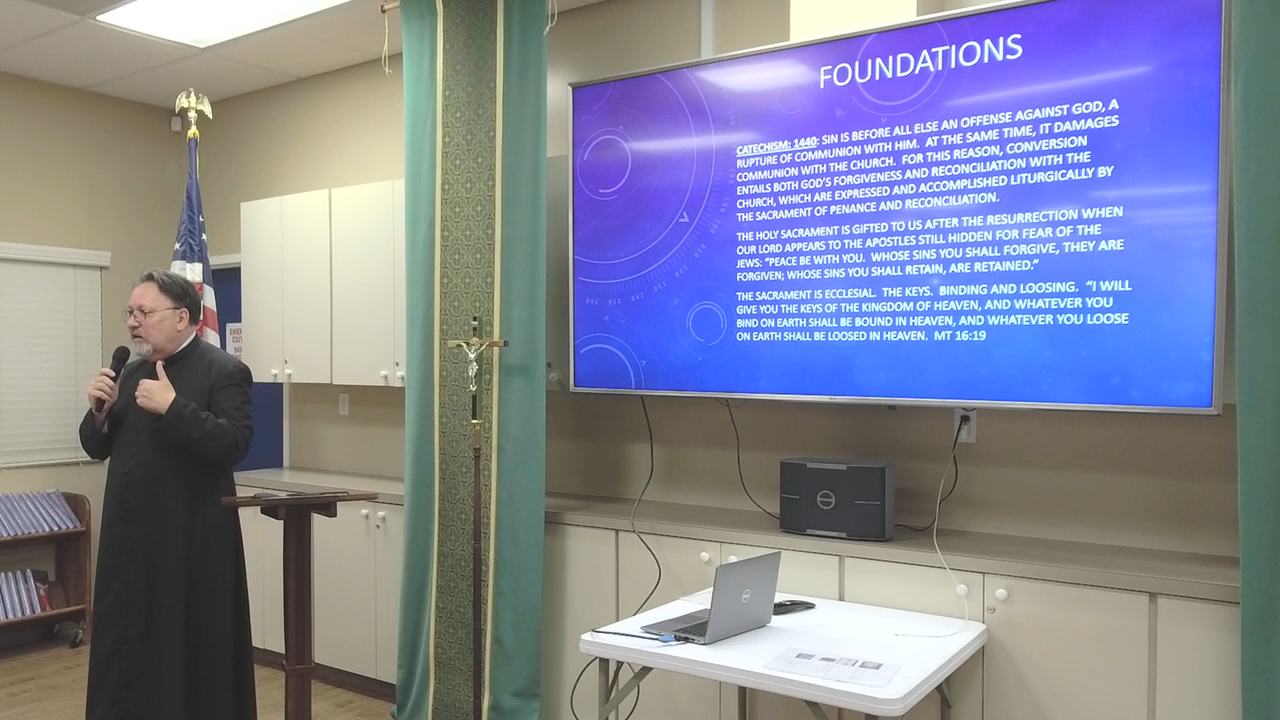 FOUNDATIONS
CATECHISM: 1440: SIN IS BEFORE ALL ELSE AN OFFENSE AGAINST GOD, A
RUPTURE OF COMMUNION WITH HIM. AT THE SAME TIME, IT DAMAGES
COMMUNION WITH THE CHURCH. FOR THIS REASON, CONVERSION
ENTAILS BOTH GOD'S FORGIVENESS AND RECONCILIATION WITH THE
CHURCH, WHICH ARE EXPRESSED AND ACCOMPLISHED LITURGICALLY BY
THE SACRAMENT OF PENANCE AND RECONCILIATION.
THE HOLY SACRAMENT IS GIFTED TO US AFTER THE RESURRECTION WHEN
OUR LORD APPEARS TO THE APOSTLES STILL HIDDEN FOR FEAR OF THE
JEWS: "PEACE BE WITH YOU. WHOSE SINS YOU SHALL FORGIVE, THEY ARE
FORGIVEN; WHOSE SINS YOU SHALL RETAIN, ARE RETAINED."
THE SACRAMENT IS ECCLESIAL. THE KEYS. BINDING AND LOOSING. "I WILL
GIVE YOU THE KEYS OF THE KINGDOM OF HEAVEN, AND WHATEVER YOU
BIND ON EARTH SHALL BE BOUND IN HEAVEN, AND WHATEVER YOU LOOSE
ON EARTH SHALL BE LOOSED IN HEAVEN. MT 16:19
DELL